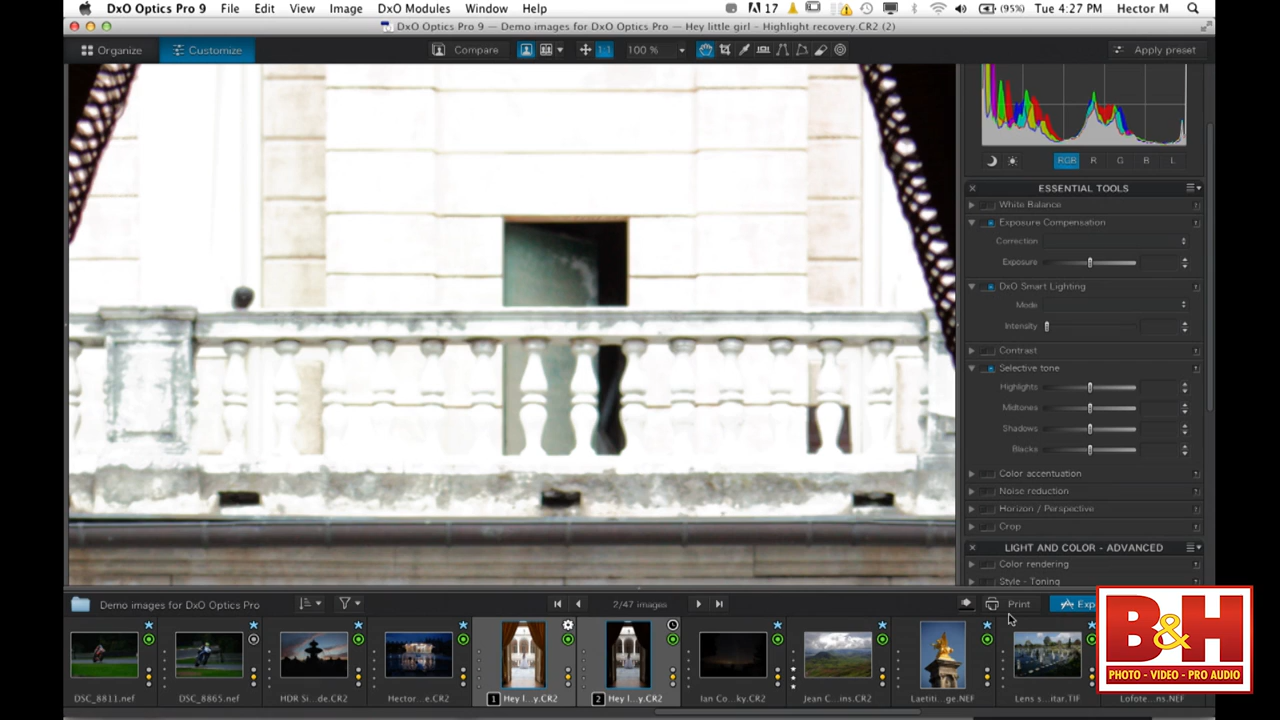 DxO Optics Pro 9 File Edit View Image DxO Modules Window Help 17 (95%) Tue 4:27 PM Hector M
DxO Optics Pro 9 — Demo images for DxO Optics Pro — Hey little girl - Highlight recovery.CR2 (2)
Organize Customize Compare 1:1 100 % Apply preset
RGB R G B L
ESSENTIAL TOOLS
White Balance
Exposure Compensation
Correction
Exposure
DxO Smart Lighting
Mode
Intensity
Contrast
Selective tone
Highlights
Midtones
Shadows
Blacks
Color accentuation
Noise reduction
Horizon / Perspective
Crop
LIGHT AND COLOR - ADVANCED
Color rendering
Style - Toning
Demo images for DxO Optics Pro 2/47 images Print Exp
DSC_8811.nef DSC_8865.nef HDR Si...de.CR2 Hector...e.CR2 1 Hey l...y.CR2 2 Hey l...y.CR2 Ian Co...ky.CR2 Jean C...ins.CR2 Laetiti...ge.NEF Lens s...itar.TIF Lofote...ns.NEF
B&H
PHOTO - VIDEO - PRO AUDIO